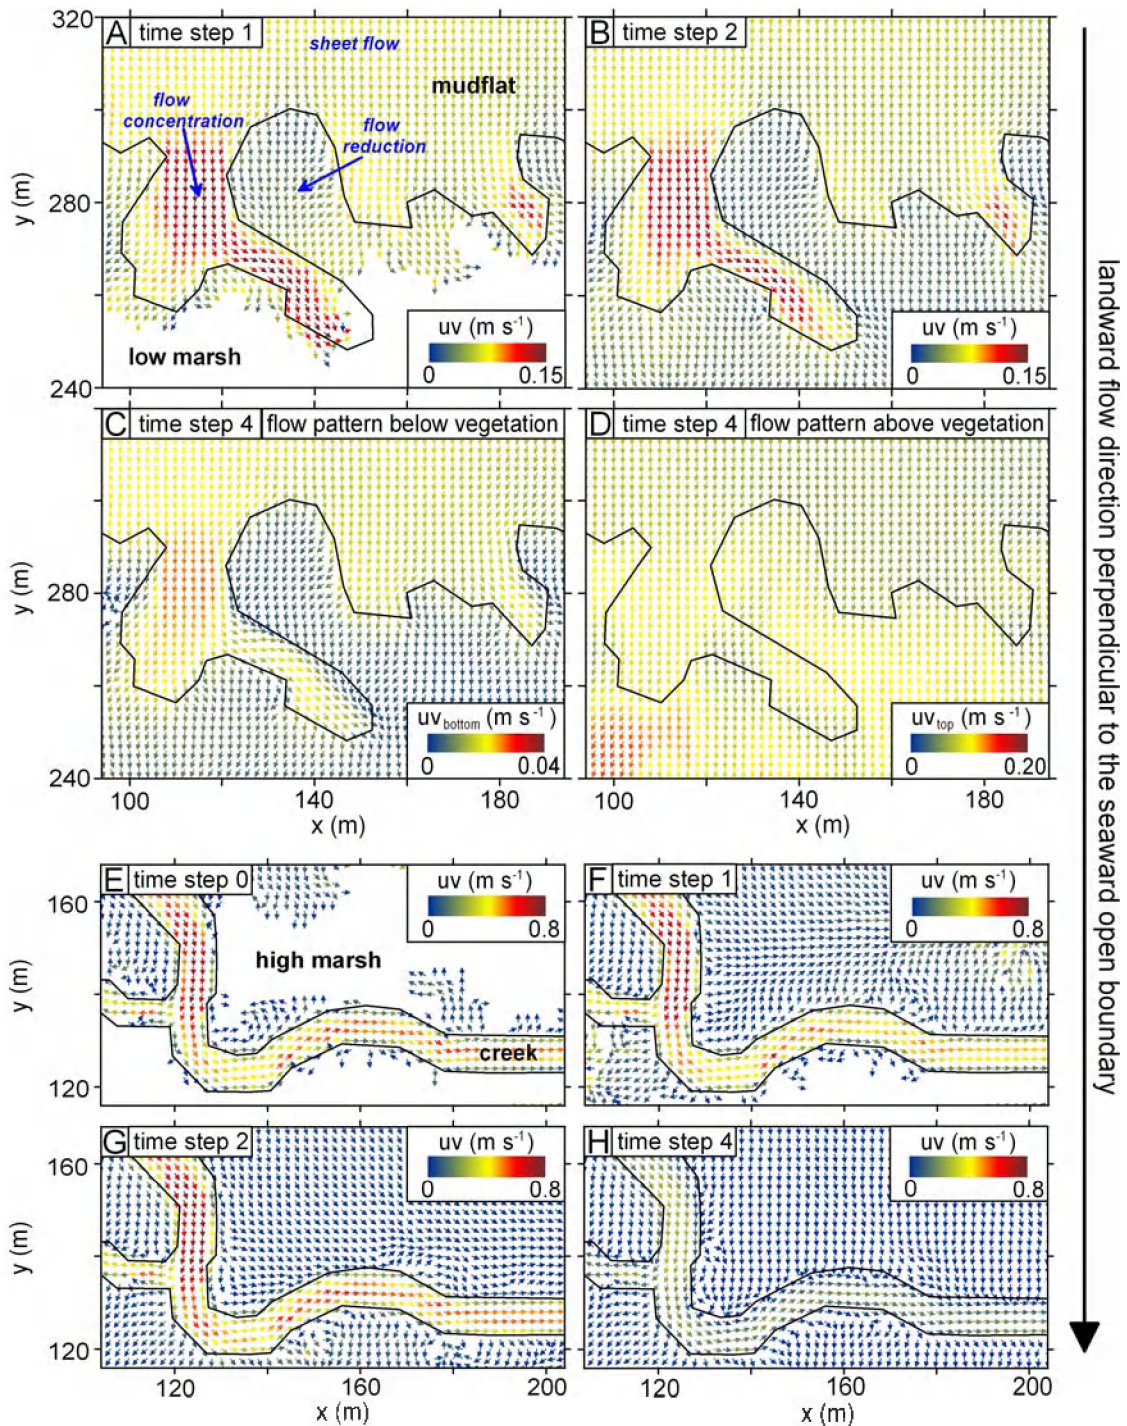 320
A time step 1
sheet flow
mudflat
flow
concentration
flow
reduction
280
y (m)
low marsh
uv (m s⁻¹)
0 0.15
240
B time step 2
uv (m s⁻¹)
0 0.15
C time step 4 flow pattern below vegetation
280
y (m)
uv bottom (m s⁻¹)
0 0.04
240
100 140 180
x (m)
D time step 4 flow pattern above vegetation
uv top (m s⁻¹)
0 0.20
100 140 180
x (m)
E time step 0
uv (m s⁻¹)
0 0.8
160
high marsh
y (m)
creek
120
F time step 1
uv (m s⁻¹)
0 0.8
G time step 2
uv (m s⁻¹)
0 0.8
160
y (m)
120
120 160 200
x (m)
H time step 4
uv (m s⁻¹)
0 0.8
120 160 200
x (m)
landward flow direction perpendicular to the seaward open boundary